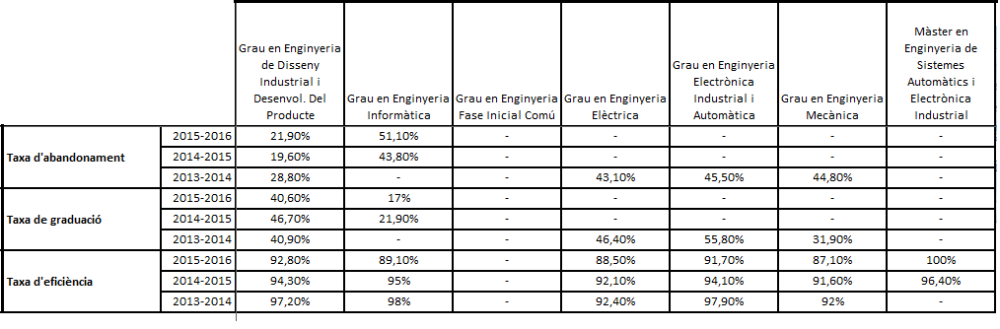 Grau en Enginyeria
de Disseny
Industrial i
Desenvol. Del
Producte
Grau en Enginyeria
Informàtica
Grau en Enginyeria
Fase Inicial Comú
Grau en Enginyeria
Elèctrica
Grau en Enginyeria
Electrònica
Industrial i
Automàtica
Grau en Enginyeria
Mecànica
Màster en
Enginyeria de
Sistemes
Automàtics i
Electrònica
Industrial
Taxa d'abandonament
2015-2016 21,90% 51,10% - - - - -
2014-2015 19,60% 43,80% - - - - -
2013-2014 28,80% - - 43,10% 45,50% 44,80% -
Taxa de graduació
2015-2016 40,60% 17% - - - - -
2014-2015 46,70% 21,90% - - - - -
2013-2014 40,90% - - 46,40% 55,80% 31,90% -
Taxa d'eficiència
2015-2016 92,80% 89,10% - 88,50% 91,70% 87,10% 100%
2014-2015 94,30% 95% - 92,10% 94,10% 91,60% 96,40%
2013-2014 97,20% 98% - 92,40% 97,90% 92% -